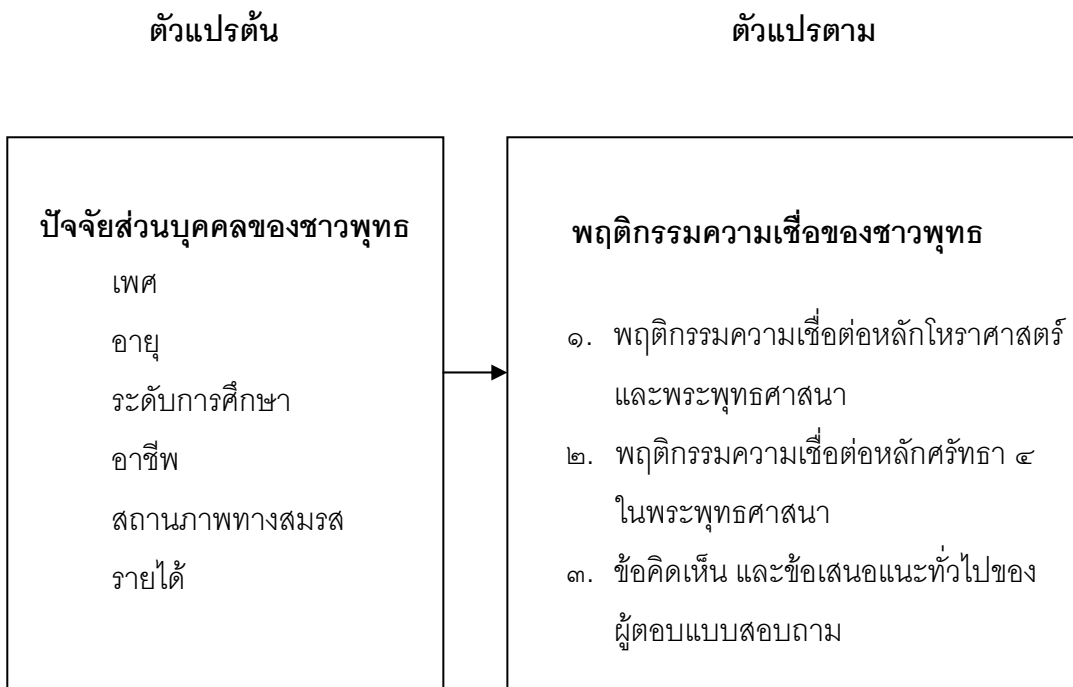 ตัวแปรต้น
ตัวแปรตาม
ปัจจัยส่วนบุคคลของชาวพุทธ
เพศ
อายุ
ระดับการศึกษา
อาชีพ
สถานภาพทางสมรส
รายได้
พฤติกรรมความเชื่อของชาวพุทธ
๑. พฤติกรรมความเชื่อต่อหลักโหราศาสตร์
และพระพุทธศาสนา
๒. พฤติกรรมความเชื่อต่อหลักศรัทธา ๔
ในพระพุทธศาสนา
๓. ข้อคิดเห็น และข้อเสนอแนะทั่วไปของ
ผู้ตอบแบบสอบถาม